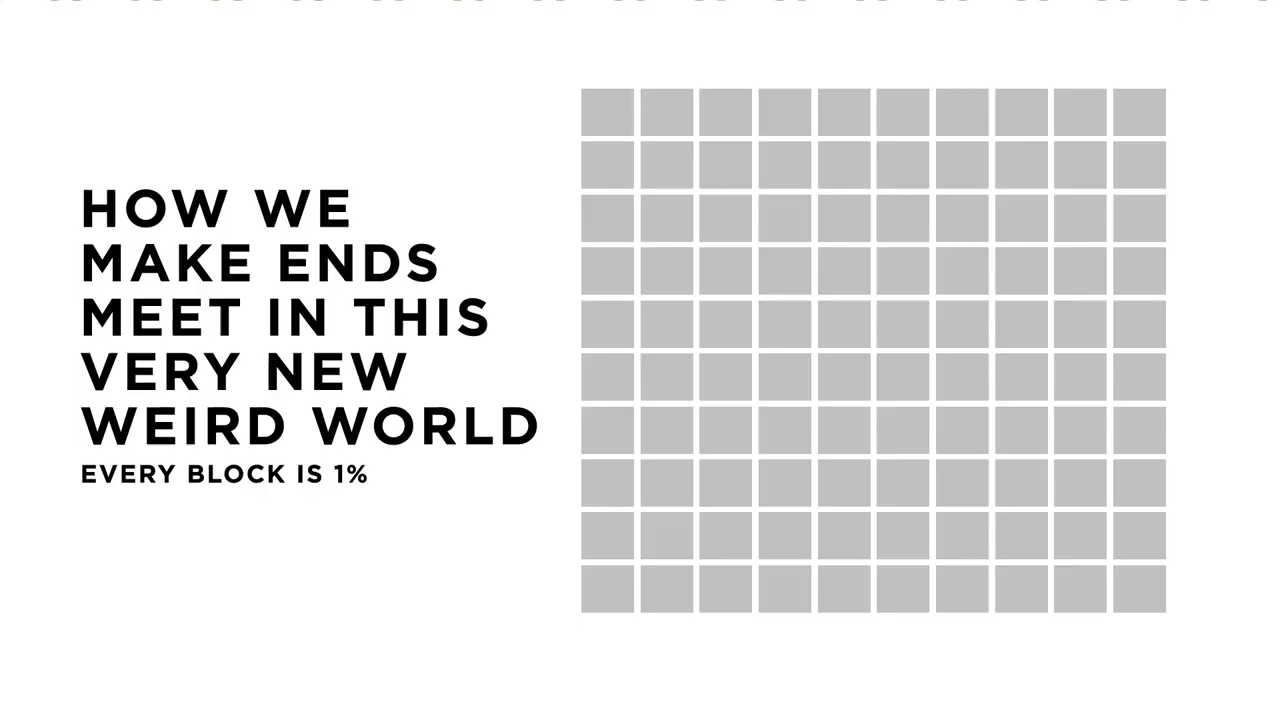 HOW WE
MAKE ENDS
MEET IN THIS
VERY NEW
WEIRD WORLD
EVERY BLOCK IS 1%